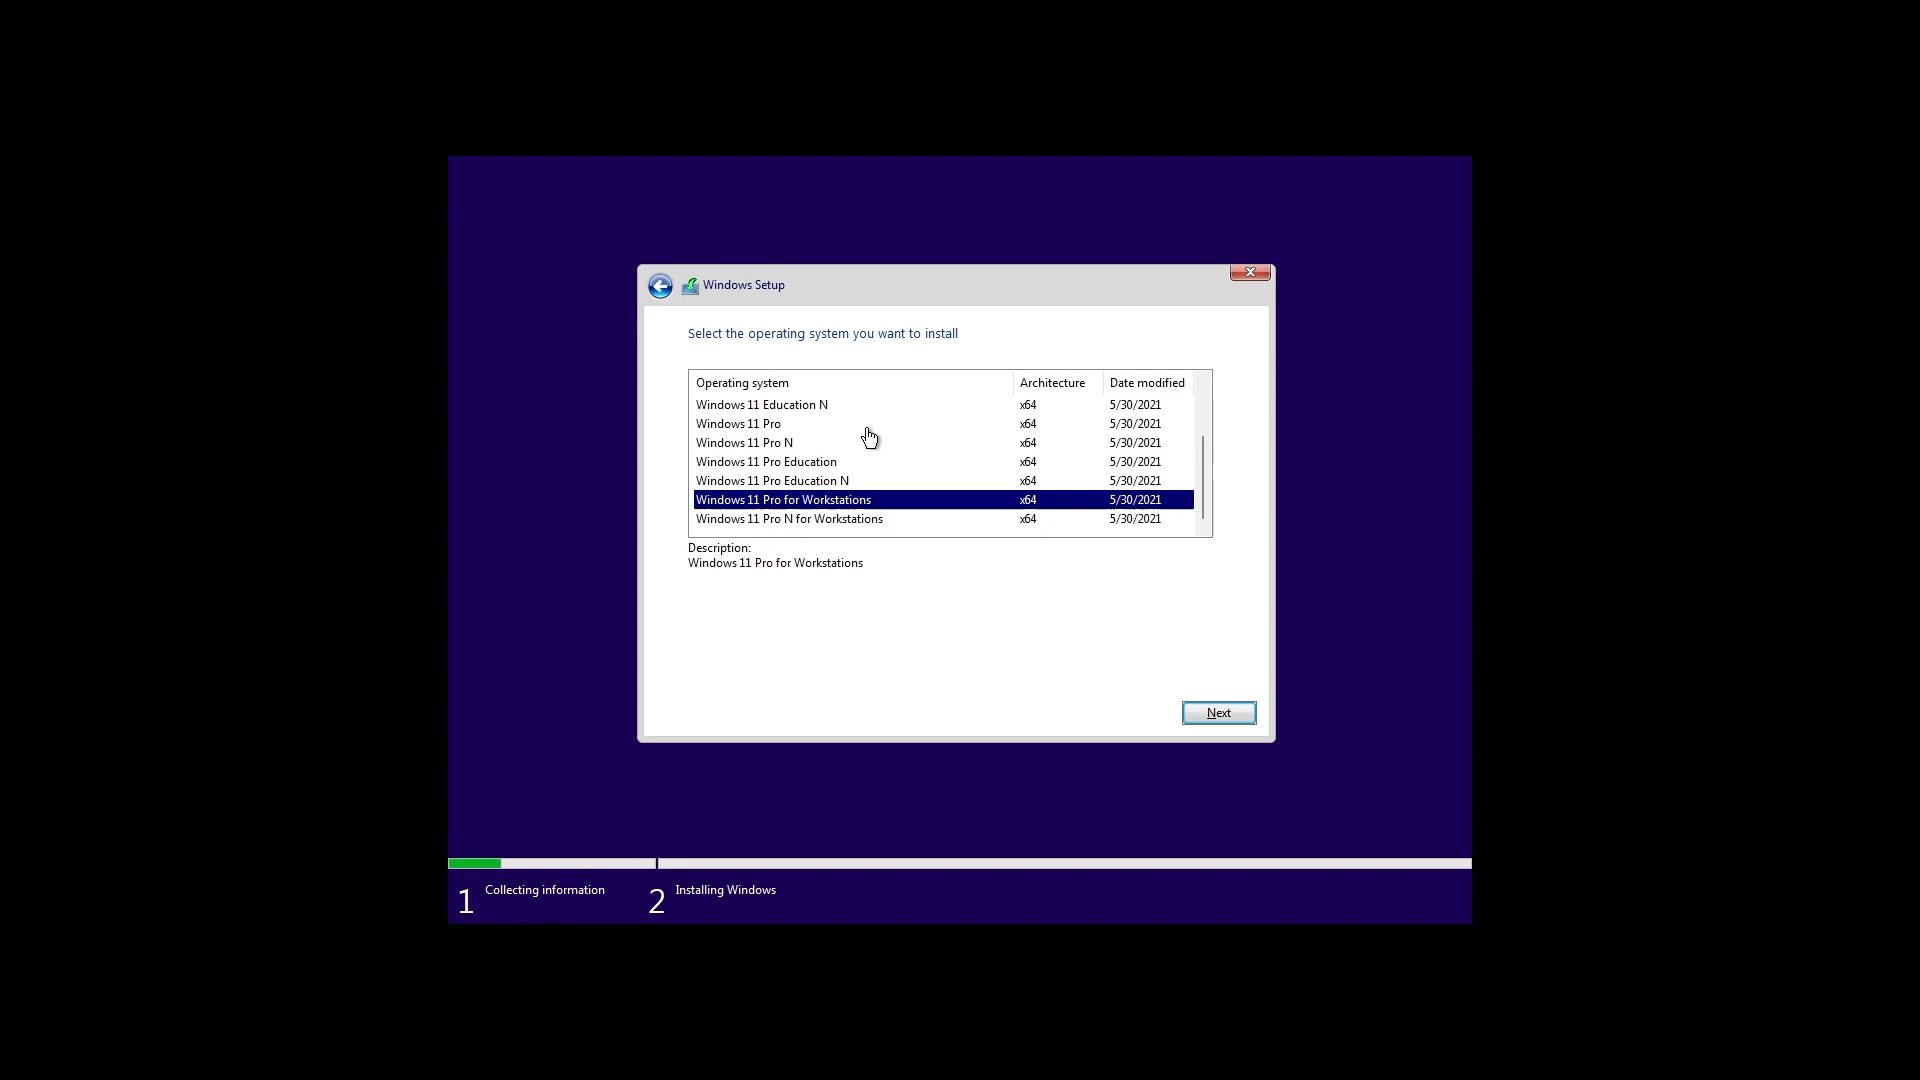 Windows Setup
Select the operating system you want to install
Operating system Architecture Date modified
Windows 11 Education N x64 5/30/2021
Windows 11 Pro x64 5/30/2021
Windows 11 Pro N x64 5/30/2021
Windows 11 Pro Education x64 5/30/2021
Windows 11 Pro Education N x64 5/30/2021
Windows 11 Pro for Workstations x64 5/30/2021
Windows 11 Pro N for Workstations x64 5/30/2021
Description:
Windows 11 Pro for Workstations
Next
1 Collecting information 2 Installing Windows